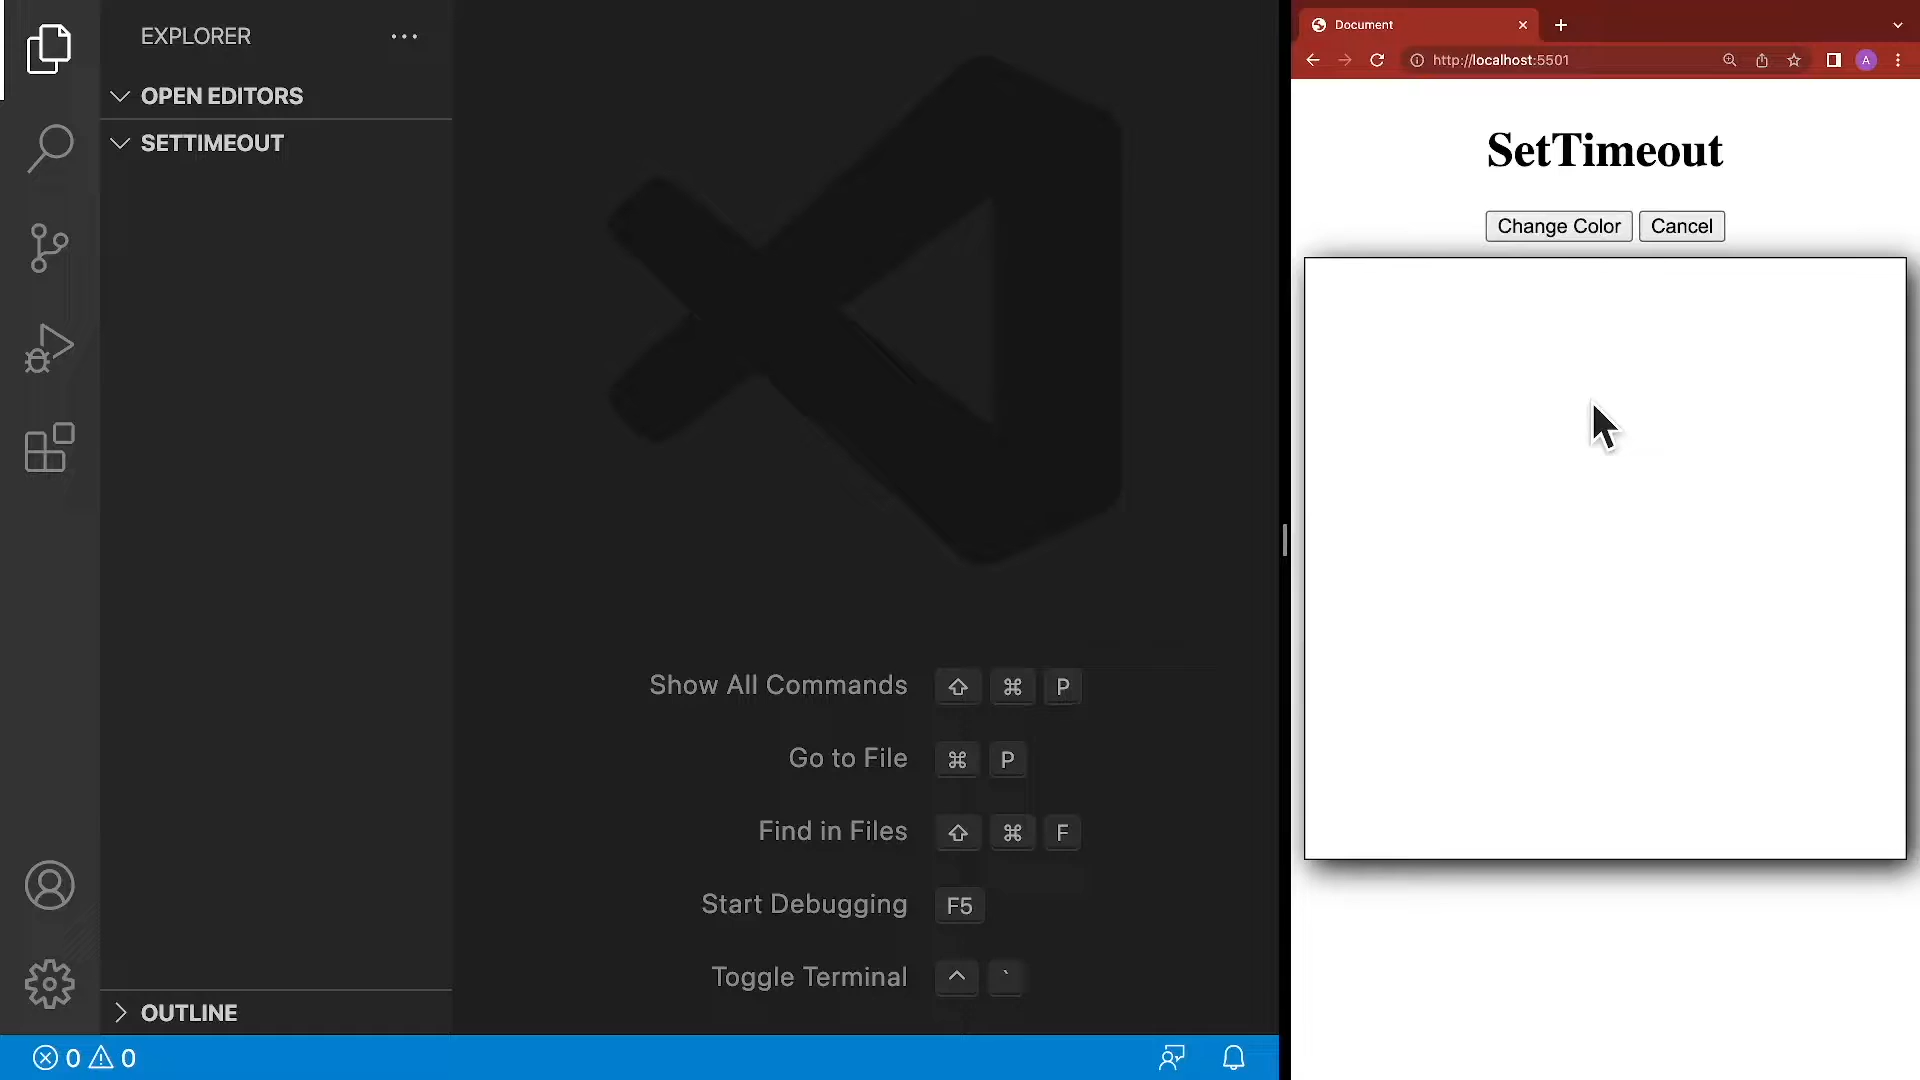 EXPLORER
OPEN EDITORS
SETTIMEOUT
Show All Commands ⇧ ⌘ P
Go to File ⌘ P
Find in Files ⇧ ⌘ F
Start Debugging F5
Toggle Terminal ^ `
OUTLINE
0 0
Document
http://localhost:5501
A
SetTimeout
Change Color Cancel